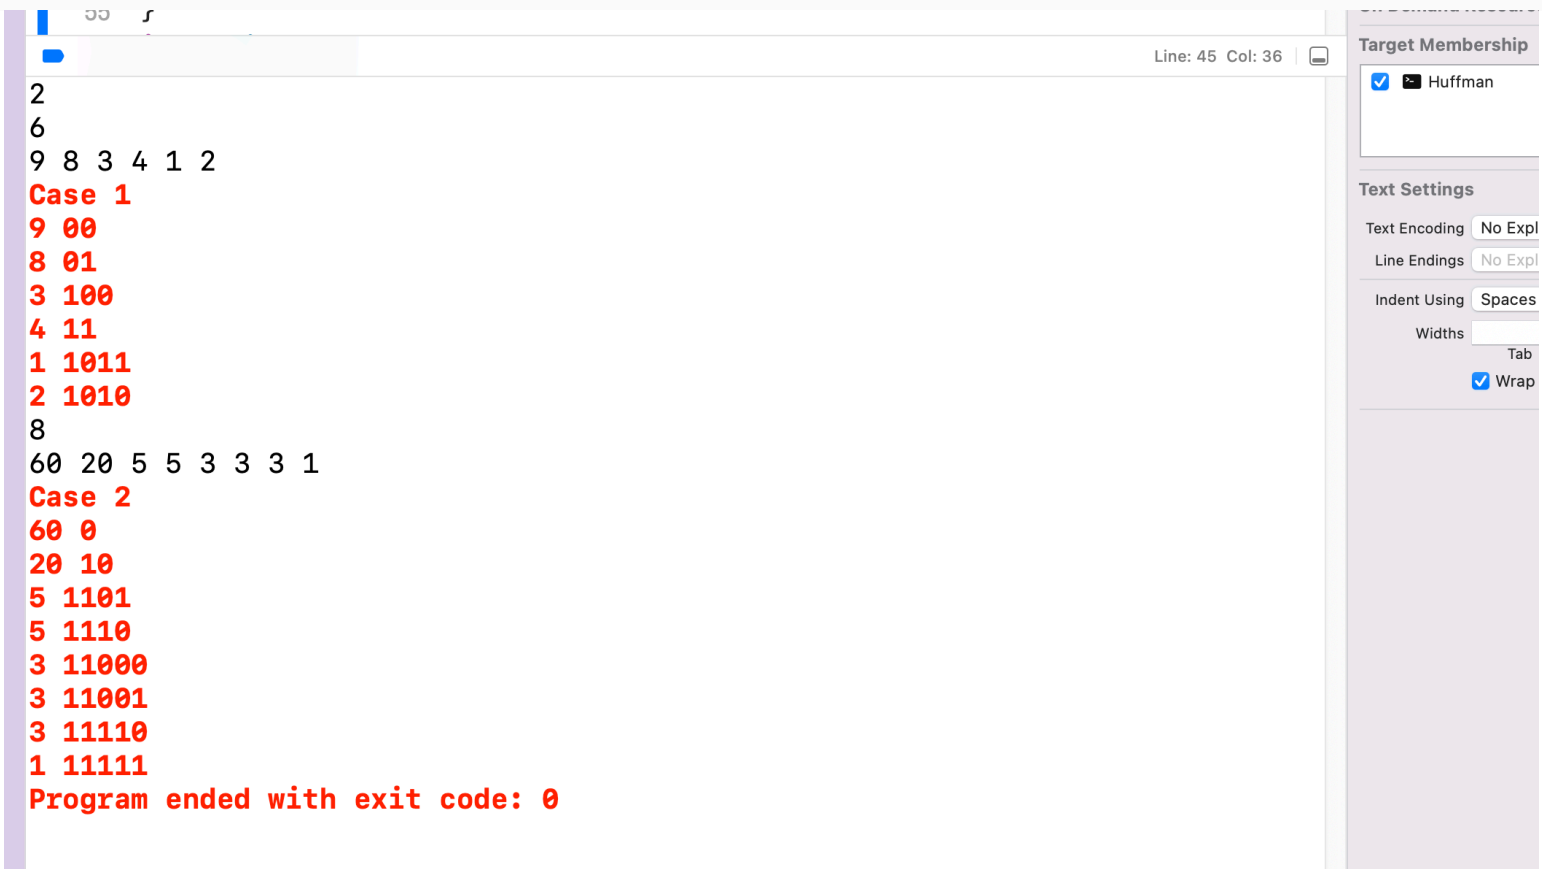 55 }
Line: 45 Col: 36
2
6
9 8 3 4 1 2
Case 1
9 00
8 01
3 100
4 11
1 1011
2 1010
8
60 20 5 5 3 3 3 1
Case 2
60 0
20 10
5 1101
5 1110
3 11000
3 11001
3 11110
1 11111
Program ended with exit code: 0
Target Membership
Huffman
Text Settings
Text Encoding No Expl
Line Endings No Expl
Indent Using Spaces
Widths
Tab
Wrap